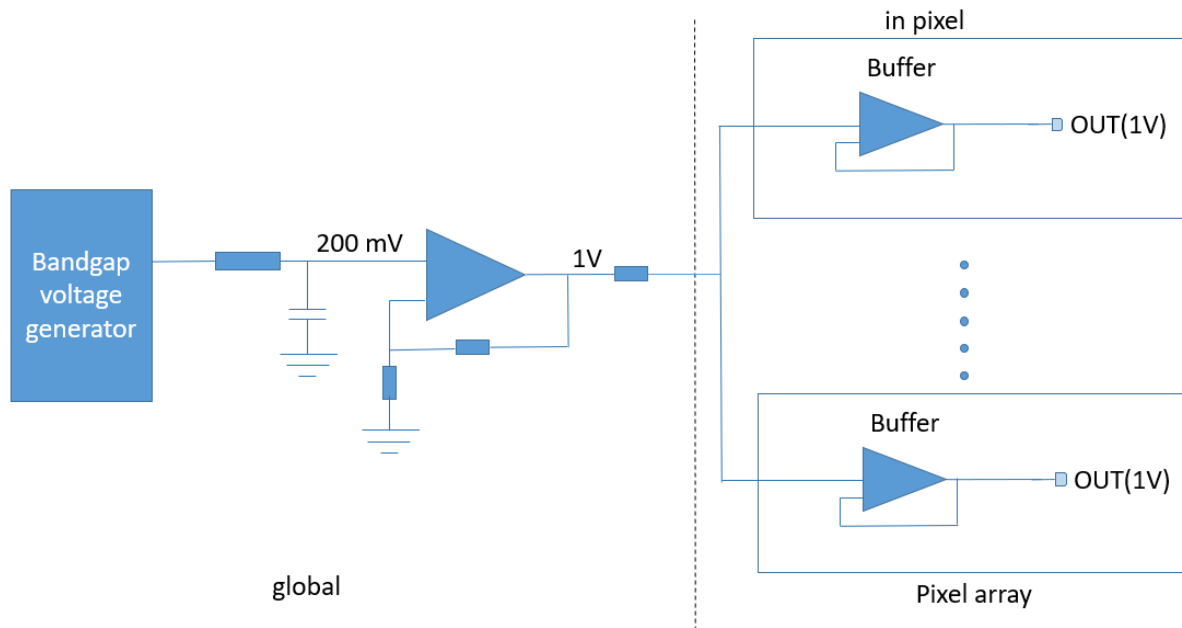 in pixel
Buffer
OUT(1V)
Bandgap
voltage
generator
200 mV
1V
Buffer
OUT(1V)
global
Pixel array